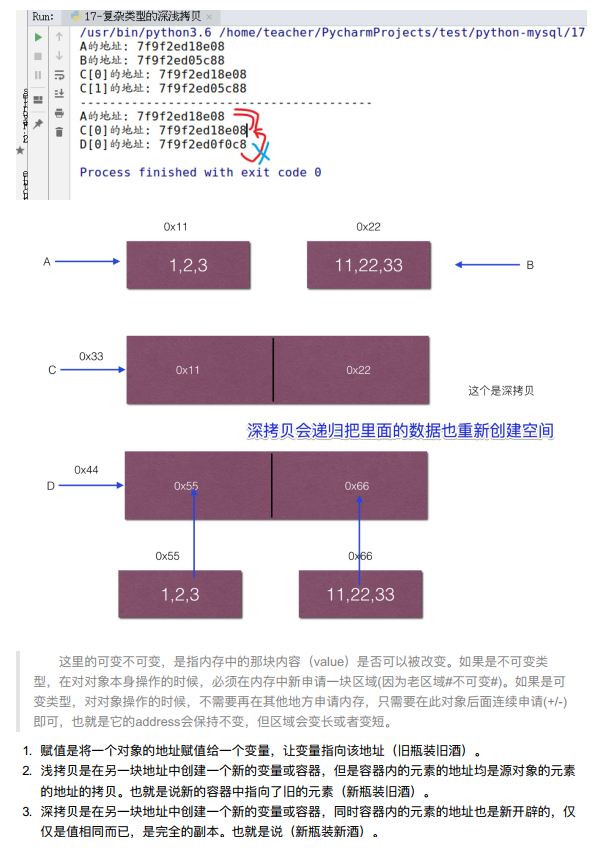 Run: 17-复杂类型的深浅拷贝
/usr/bin/python3.6 /home/teacher/PycharmProjects/test/python-mysql/17
A的地址: 7f9f2ed18e08
B的地址: 7f9f2ed05c88
C[0]的地址: 7f9f2ed18e08
C[1]的地址: 7f9f2ed05c88
--------------------------------------
A的地址: 7f9f2ed18e08
C[0]的地址: 7f9f2ed18e08
D[0]的地址: 7f9f2ed0f0c8
Process finished with exit code 0
0x11 0x22
A 1,2,3 11,22,33 B
0x33
C 0x11 0x22
这个是深拷贝
深拷贝会递归把里面的数据也重新创建空间
0x44
D 0x55 0x66
0x55 0x66
1,2,3 11,22,33
这里的可变不可变，是指内存中的那块内容（value）是否可以被改变。如果是不可变类
型，在对对象本身操作的时候，必须在内存中新申请一块区域(因为老区域#不可变#)。如果是可
变类型，对对象操作的时候，不需要再在其他地方申请内存，只需要在此对象后面连续申请(+/-)
即可，也就是它的address会保持不变，但区域会变长或者变短。
1. 赋值是将一个对象的地址赋值给一个变量，让变量指向该地址（旧瓶装旧酒）。
2. 浅拷贝是在另一块地址中创建一个新的变量或容器，但是容器内的元素的地址均是源对象的元素
的地址的拷贝。也就是说新的容器中指向了旧的元素（新瓶装旧酒）。
3. 深拷贝是在另一块地址中创建一个新的变量或容器，同时容器内的元素的地址也是新开辟的，仅
仅是值相同而已，是完全的副本。也就是说（新瓶装新酒）。